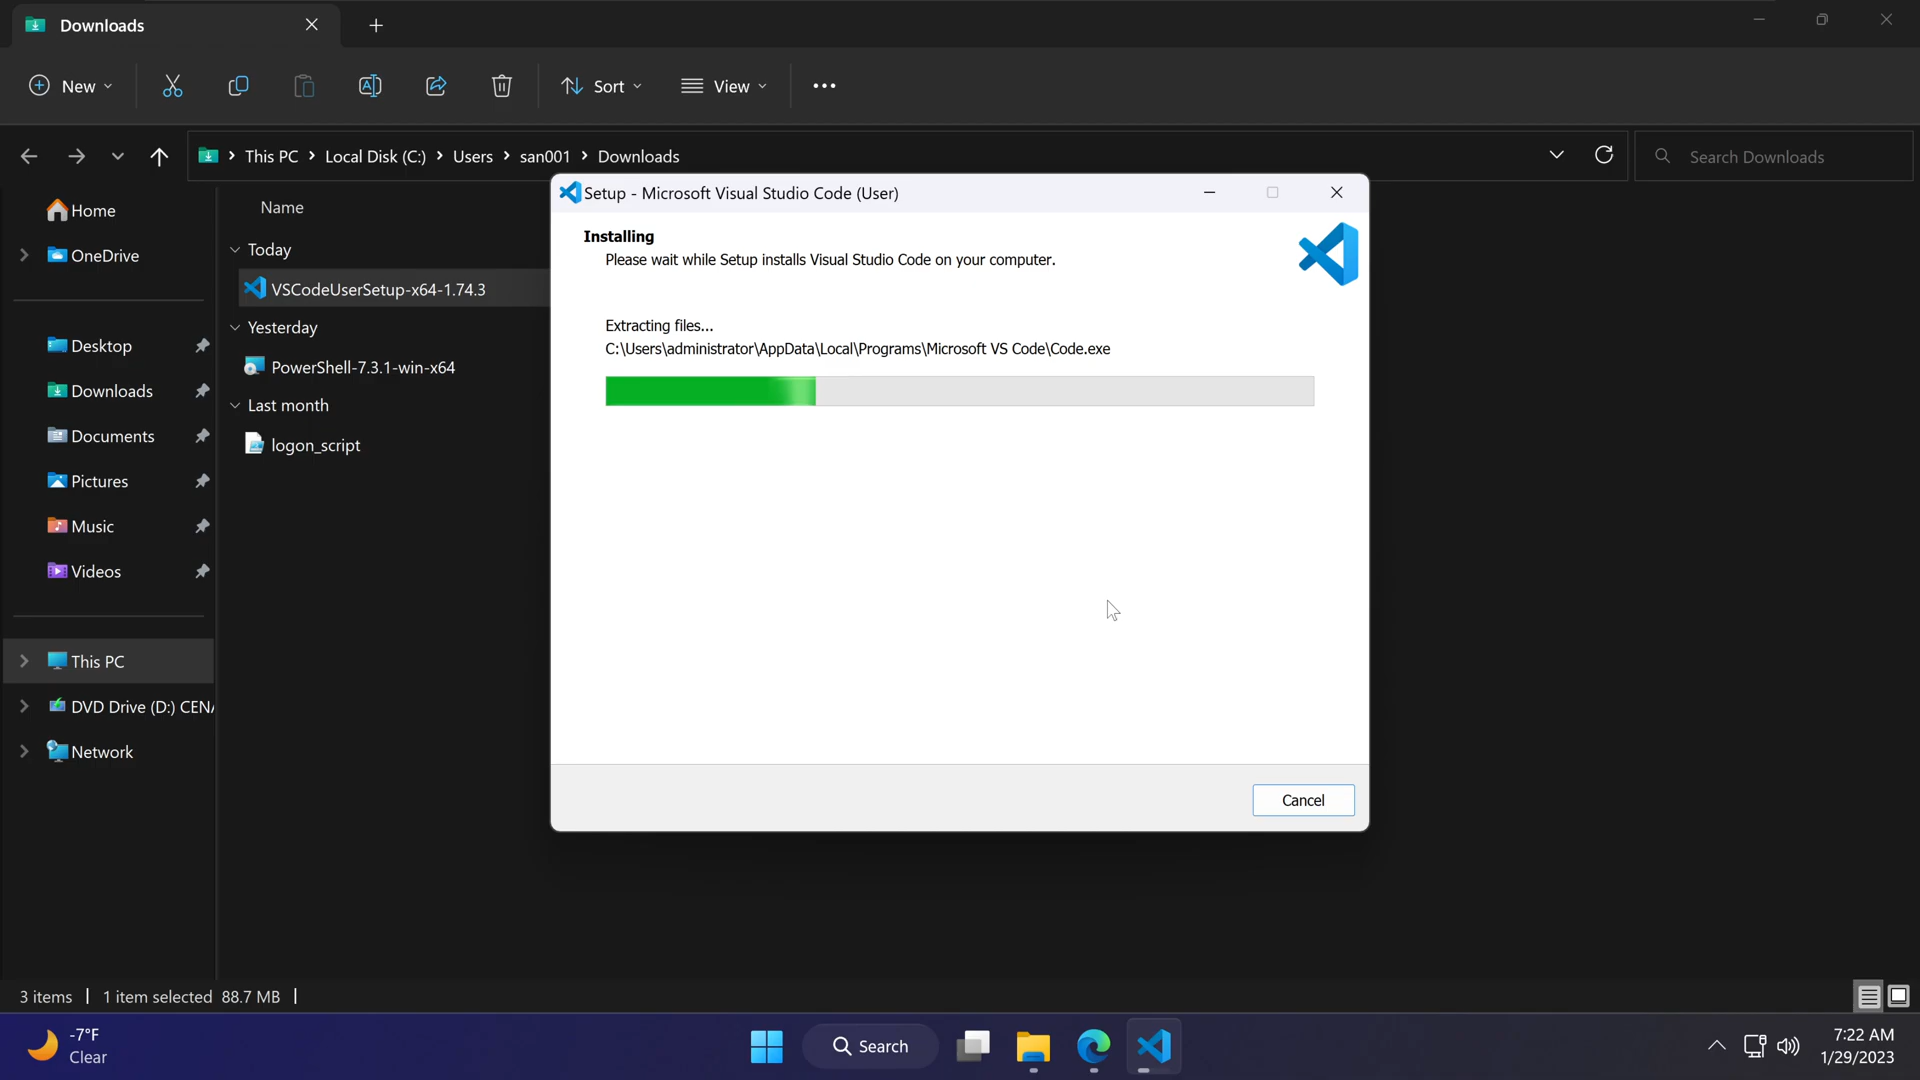 Downloads
New
Sort
View
This PC
Local Disk (C:)
Users
san001
Downloads
Search Downloads
Home
OneDrive
Desktop
Downloads
Documents
Pictures
Music
Videos
This PC
DVD Drive (D:) CENA
Network
Name
Today
VSCodeUserSetup-x64-1.74.3
Yesterday
PowerShell-7.3.1-win-x64
Last month
logon_script
Setup - Microsoft Visual Studio Code (User)
Installing
Please wait while Setup installs Visual Studio Code on your computer.
Extracting files...
C:\Users\administrator\AppData\Local\Programs\Microsoft VS Code\Code.exe
Cancel
3 items
1 item selected 88.7 MB
-7°F
Clear
Search
7:22 AM
1/29/2023